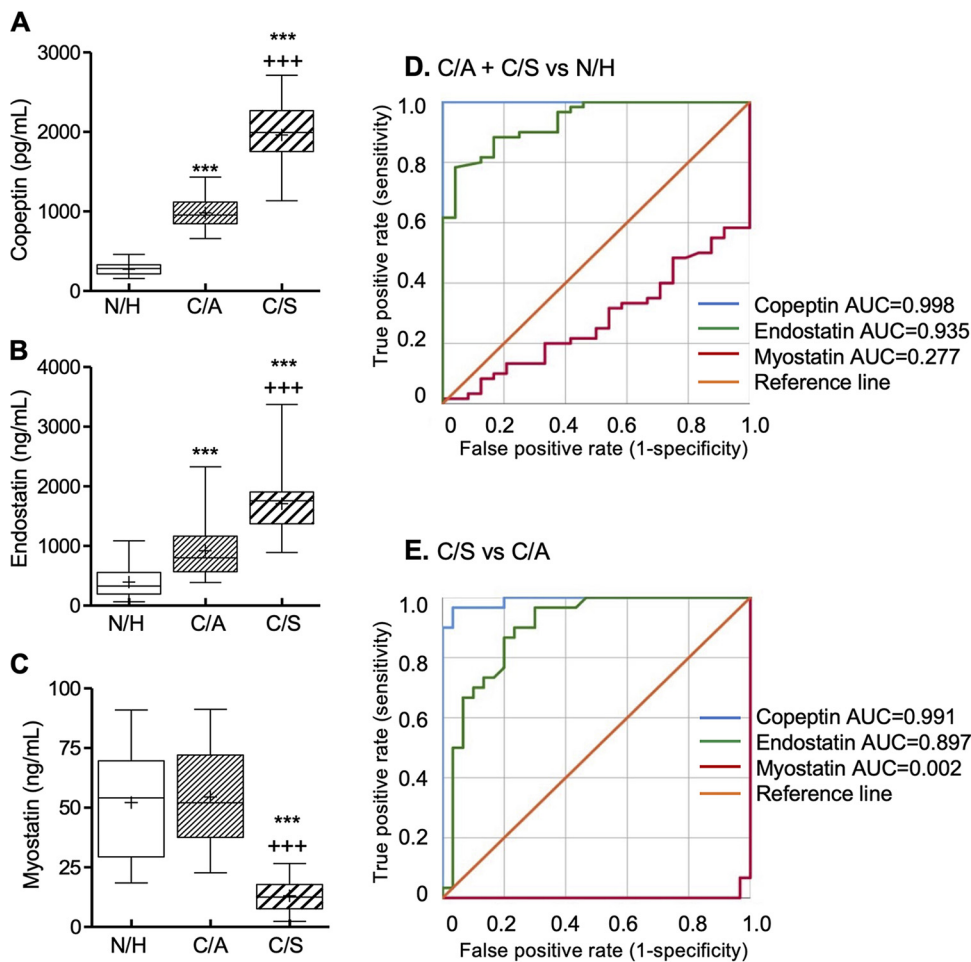 A
***
+++
***
3000
2000
1000
0
Copeptin (pg/mL)
N/H C/A C/S
B
***
+++
***
4000
3000
2000
1000
0
Endostatin (ng/mL)
N/H C/A C/S
C
100
75
50
25
0
Myostatin (ng/mL)
***
+++
N/H C/A C/S
D. C/A + C/S vs N/H
1.0
0.8
0.6
0.4
0.2
0
True positive rate (sensitivity)
Copeptin AUC=0.998
Endostatin AUC=0.935
Myostatin AUC=0.277
Reference line
0 0.2 0.4 0.6 0.8 1.0
False positive rate (1-specificity)
E. C/S vs C/A
1.0
0.8
0.6
0.4
0.2
0
True positive rate (sensitivity)
Copeptin AUC=0.991
Endostatin AUC=0.897
Myostatin AUC=0.002
Reference line
0 0.2 0.4 0.6 0.8 1.0
False positive rate (1-specificity)